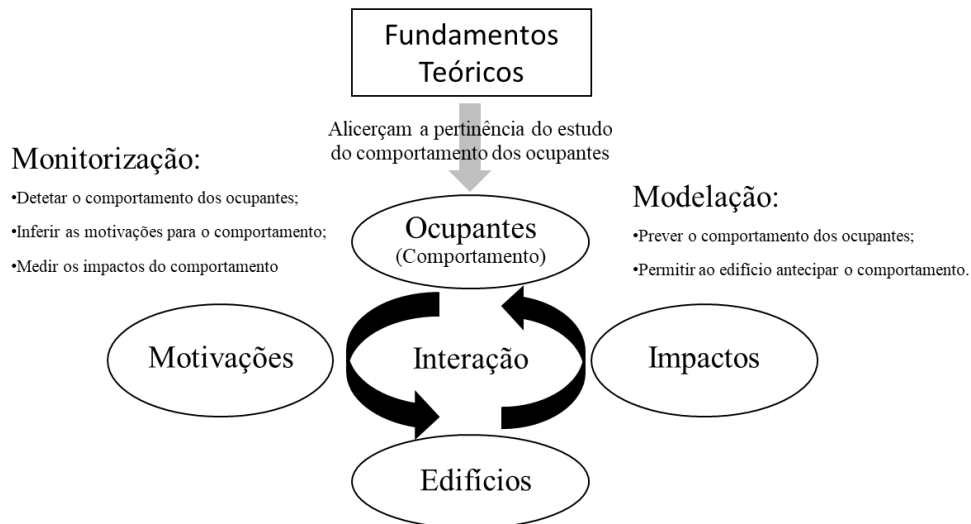 Fundamentos
Teóricos
Alicerçam a pertinência do estudo
do comportamento dos ocupantes
Monitorização:
•Detetar o comportamento dos ocupantes;
•Inferir as motivações para o comportamento;
•Medir os impactos do comportamento
Modelação:
•Prever o comportamento dos ocupantes;
•Permitir ao edifício antecipar o comportamento.
Ocupantes
(Comportamento)
Motivações
Interação
Impactos
Edifícios